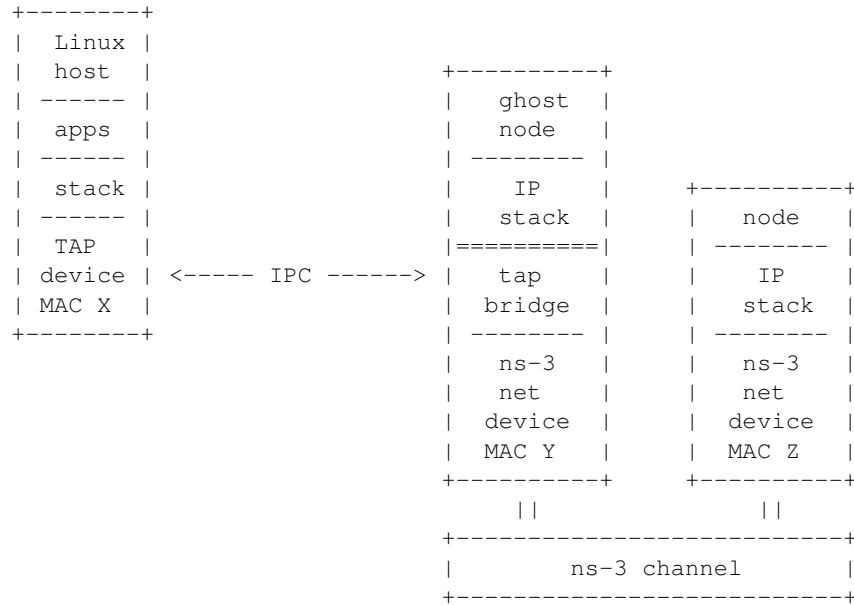 +--------+
|  Linux |
|  host  |                    +----------+
| ------ |                    |   ghost  |
|  apps  |                    |   node   |
| ------ |                    | -------- |
|  stack |                    |    IP    |     +----------+
| ------ |                    |   stack  |     |   node   |
|  TAP   |                    |==========|     | -------- |
| device | <----- IPC ------> |   tap    |     |    IP    |
| MAC X  |                    |  bridge  |     |   stack  |
+--------+                    | -------- |     | -------- |
                              |   ns-3   |     |   ns-3   |
                              |   net    |     |   net    |
                              |  device  |     |  device  |
                              |  MAC Y   |     |  MAC Z   |
                              +----------+     +----------+
                                   ||               ||
                              +---------------------------+
                              |        ns-3 channel       |
                              +---------------------------+